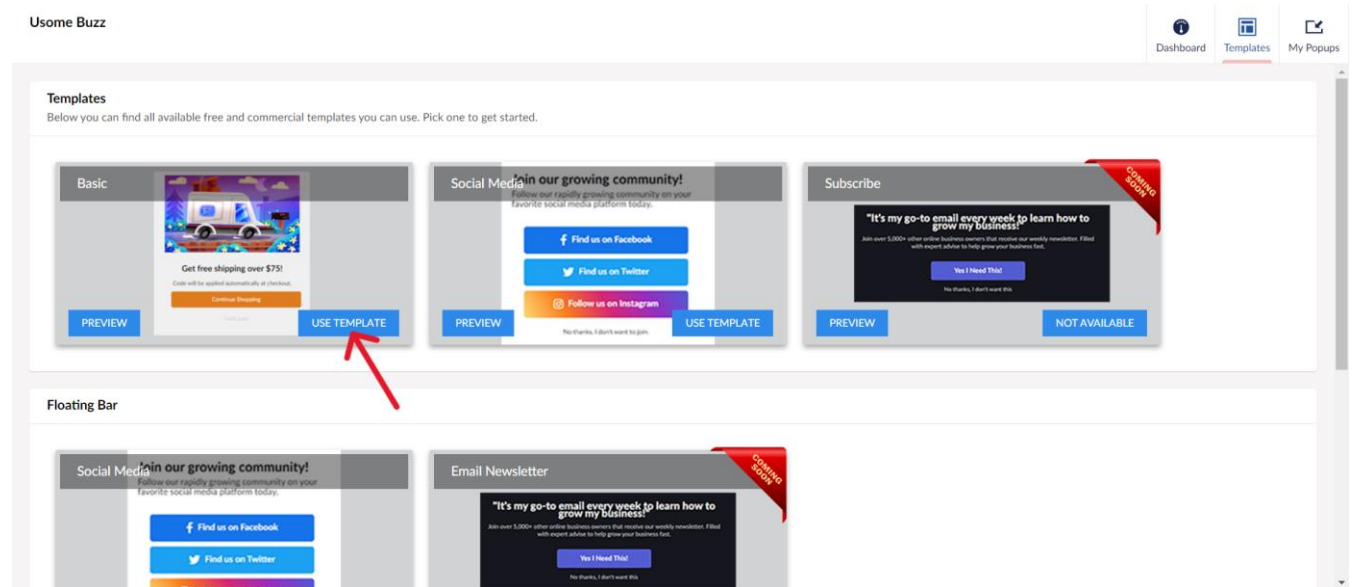 Usome Buzz
Dashboard
Templates
My Popups
Templates
Below you can find all available free and commercial templates you can use. Pick one to get started.
Basic
Get free shipping over $75!
Code will be applied automatically at checkout.
Continue Shopping
PREVIEW
USE TEMPLATE
Social Media
Join our growing community!
Follow our rapidly growing community on your
favorite social media platform today.
Find us on Facebook
Find us on Twitter
Follow us on Instagram
No thanks, I don't want to join.
PREVIEW
USE TEMPLATE
Subscribe
COMING
SOON
"It's my go-to email every week to learn how to
grow my business!"
Join over 5,000+ other online business owners that receive our weekly newsletter. Filled
with expert advise to help grow your business fast.
Yes I Need This!
No thanks, I don't want this
PREVIEW
NOT AVAILABLE
Floating Bar
Social Media
Join our growing community!
Follow our rapidly growing community on your
favorite social media platform today.
Find us on Facebook
Find us on Twitter
Email Newsletter
COMING
SOON
"It's my go-to email every week to learn how to
grow my business!"
Join over 5,000+ other online business owners that receive our weekly newsletter. Filled
with expert advise to help grow your business fast.
Yes I Need This!
No thanks, I don't want this